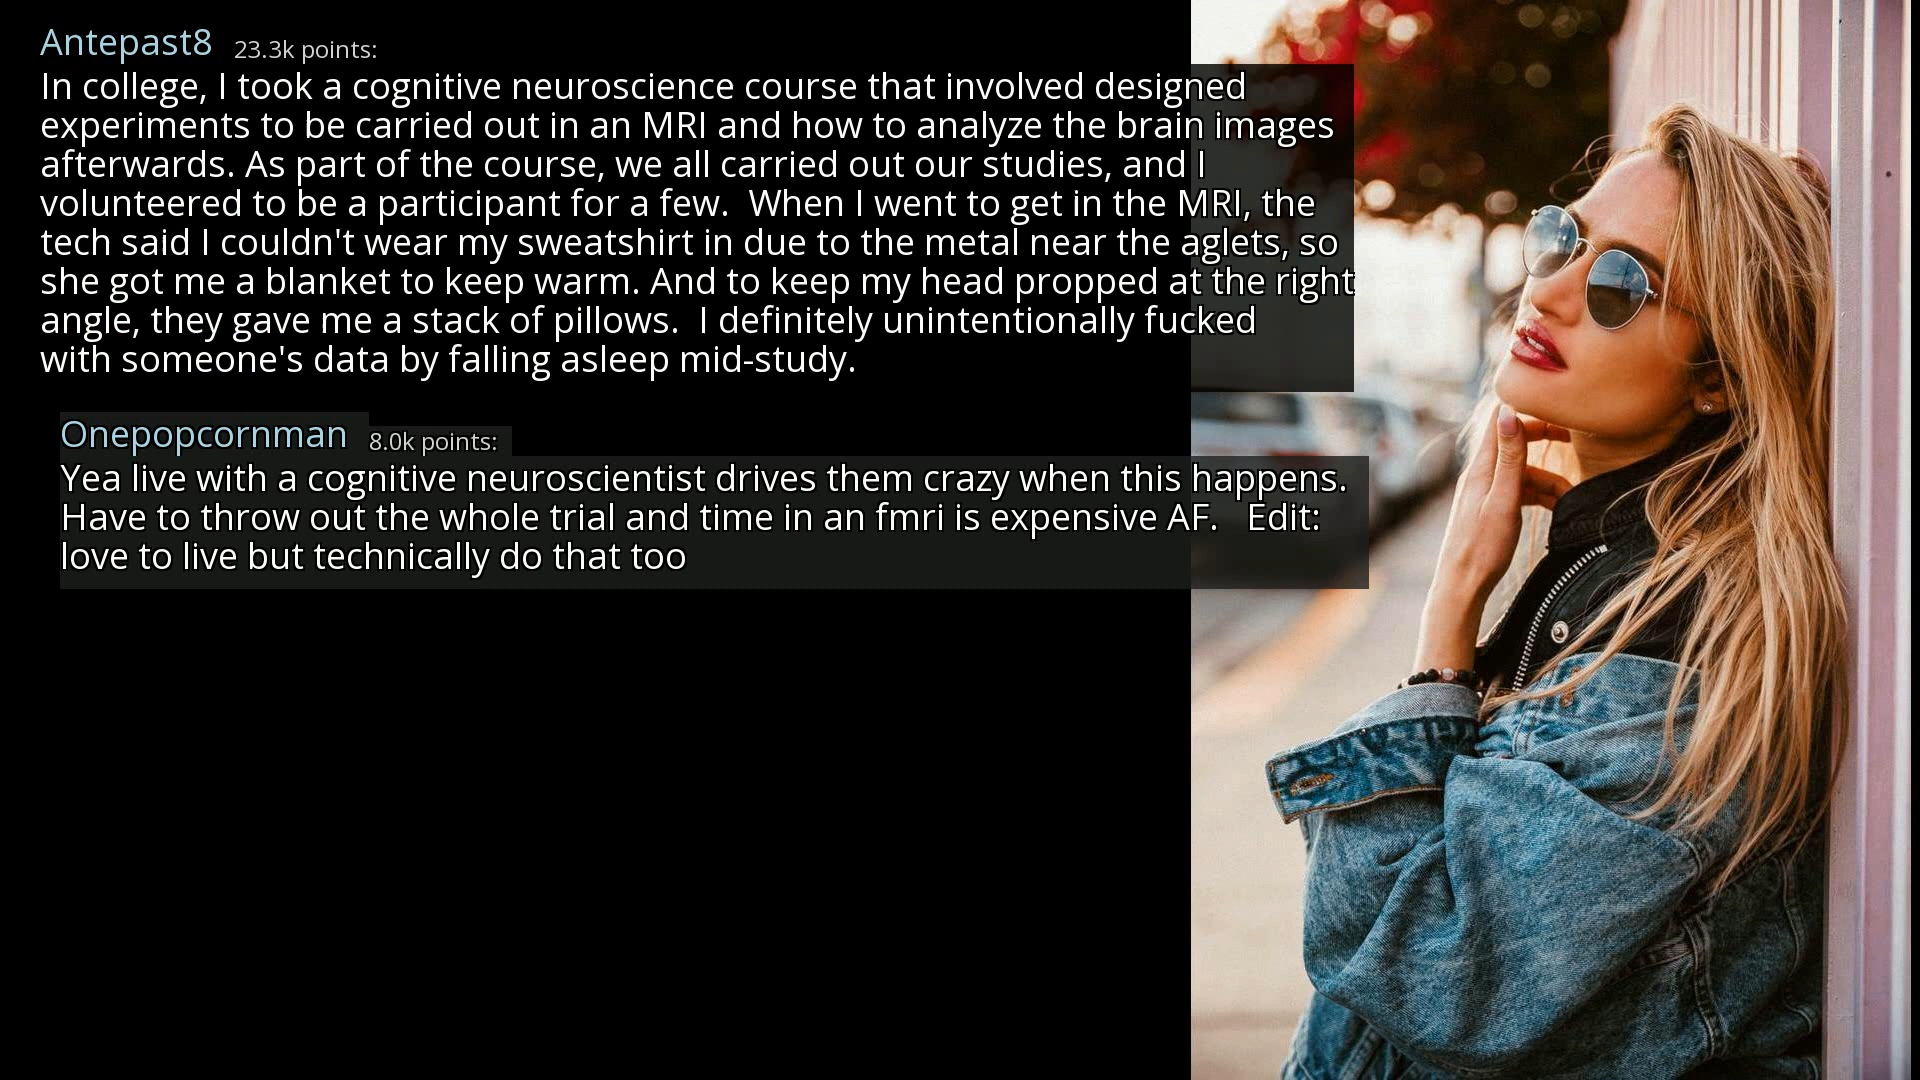 Antepast8 23.3k points:
In college, I took a cognitive neuroscience course that involved designed
experiments to be carried out in an MRI and how to analyze the brain images
afterwards. As part of the course, we all carried out our studies, and I
volunteered to be a participant for a few.  When I went to get in the MRI, the
tech said I couldn't wear my sweatshirt in due to the metal near the aglets, so
she got me a blanket to keep warm. And to keep my head propped at the right
angle, they gave me a stack of pillows.  I definitely unintentionally fucked
with someone's data by falling asleep mid-study.
Onepopcornman 8.0k points:
Yea live with a cognitive neuroscientist drives them crazy when this happens.
Have to throw out the whole trial and time in an fmri is expensive AF.   Edit:
love to live but technically do that too